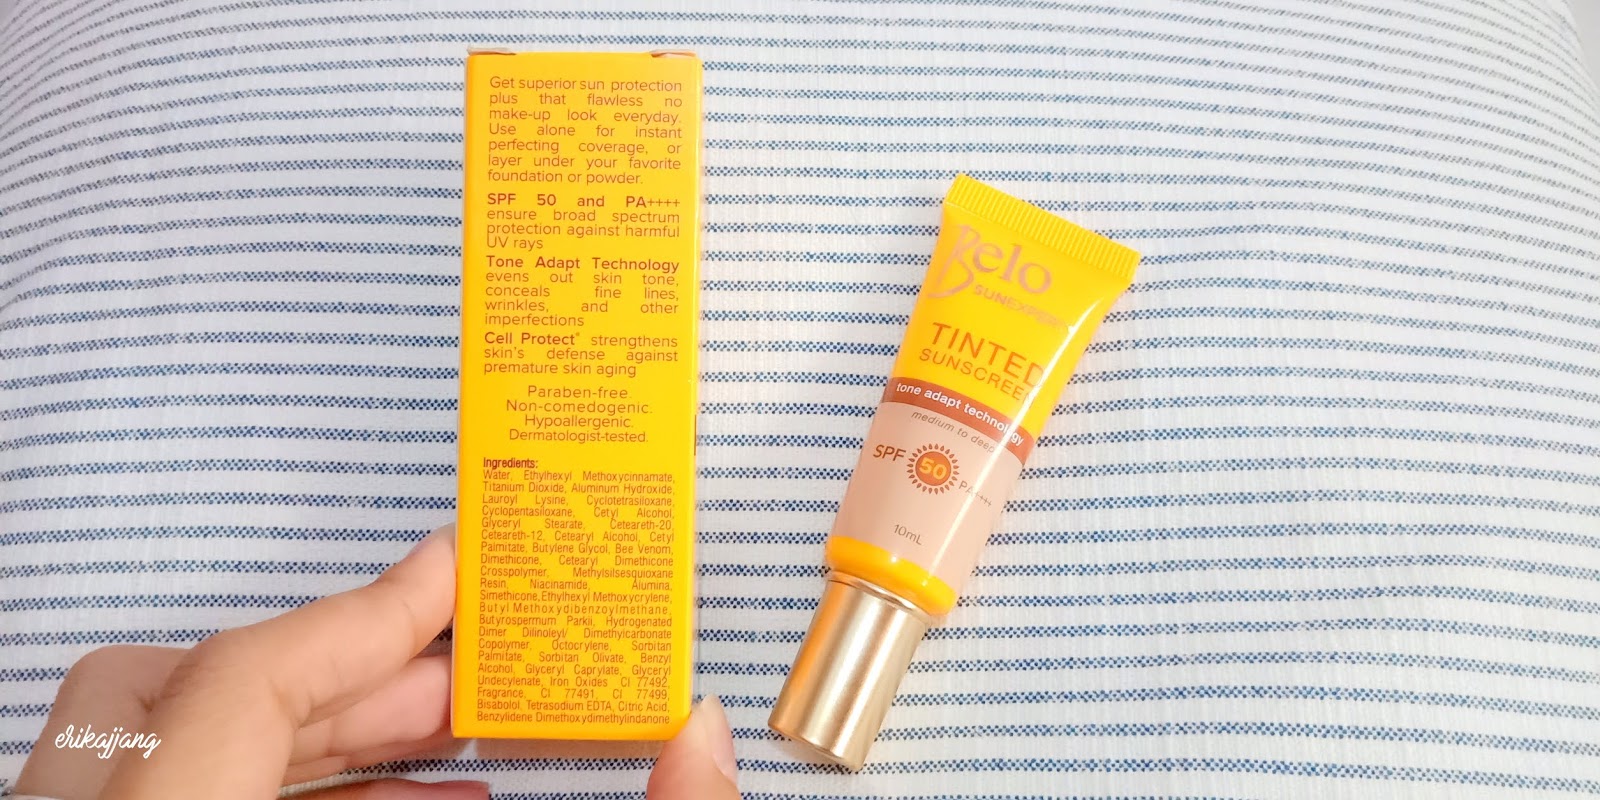 Get superior sun protection
plus that flawless no
make-up look everyday.
Use alone for instant
perfecting coverage, or
layer under your favorite
foundation or powder.
SPF 50 and PA++++
ensure broad spectrum
protection against harmful
UV rays
Tone Adapt Technology
evens out skin tone,
conceals fine lines,
wrinkles, and other
imperfections
Cell Protect® strengthens
skin's defense against
premature skin aging
Paraben-free.
Non-comedogenic.
Hypoallergenic.
Dermatologist-tested.
Ingredients:
Water, Ethylhexyl Methoxycinnamate,
Titanium Dioxide, Aluminum Hydroxide,
Lauroyl Lysine, Cyclotetrasiloxane,
Cyclopentasiloxane, Cetyl Alcohol,
Glyceryl Stearate, Ceteareth-20,
Ceteareth-12, Cetearyl Alcohol, Cetyl
Palmitate, Butylene Glycol, Bee Venom,
Dimethicone, Cetearyl Dimethicone
Crosspolymer, Methylsilsesquioxane
Resin, Niacinamide, Alumina,
Simethicone, Ethylhexyl Methoxycrylene,
Butyl Methoxydibenzoylmethane,
Butyrospermum Parkii, Hydrogenated
Dimer Dilinoleyl/ Dimethylcarbonate
Copolymer, Octocrylene, Sorbitan
Palmitate, Sorbitan Olivate, Benzyl
Alcohol, Glyceryl Caprylate, Glyceryl
Undecylenate, Iron Oxides CI 77492,
Fragrance, CI 77491, CI 77499,
Bisabolol, Tetrasodium EDTA, Citric Acid,
Benzylidene Dimethoxydimethylindanone
Belo
SUNEXPERT
TINTED
SUNSCREEN
tone adapt technology
medium to deep
SPF 50 PA++++
10mL
erikajjang